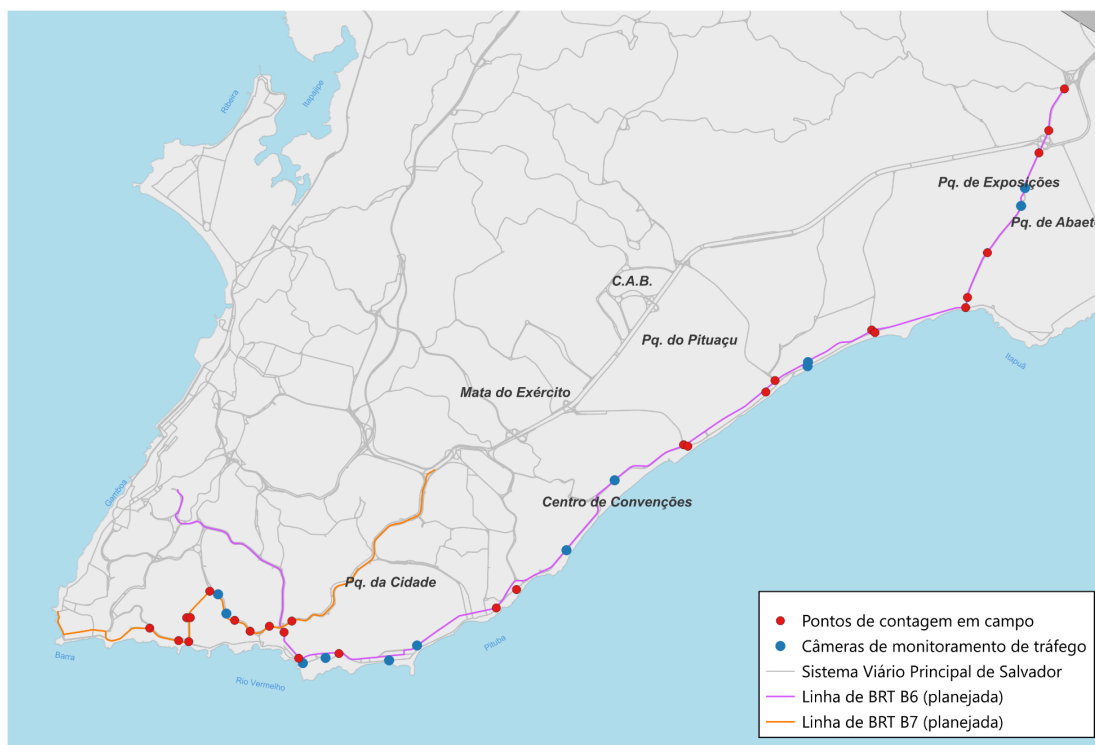 Ribeira
Itapajipe
Pq. de Exposições
Pq. de Abaeté
C.A.B.
Pq. do Pituaçu
Itapuã
Mata do Exército
Gamboa
Centro de Convenções
Pq. da Cidade
Pituba
Barra
Rio Vermelho
Pontos de contagem em campo
Câmeras de monitoramento de tráfego
Sistema Viário Principal de Salvador
Linha de BRT B6 (planejada)
Linha de BRT B7 (planejada)